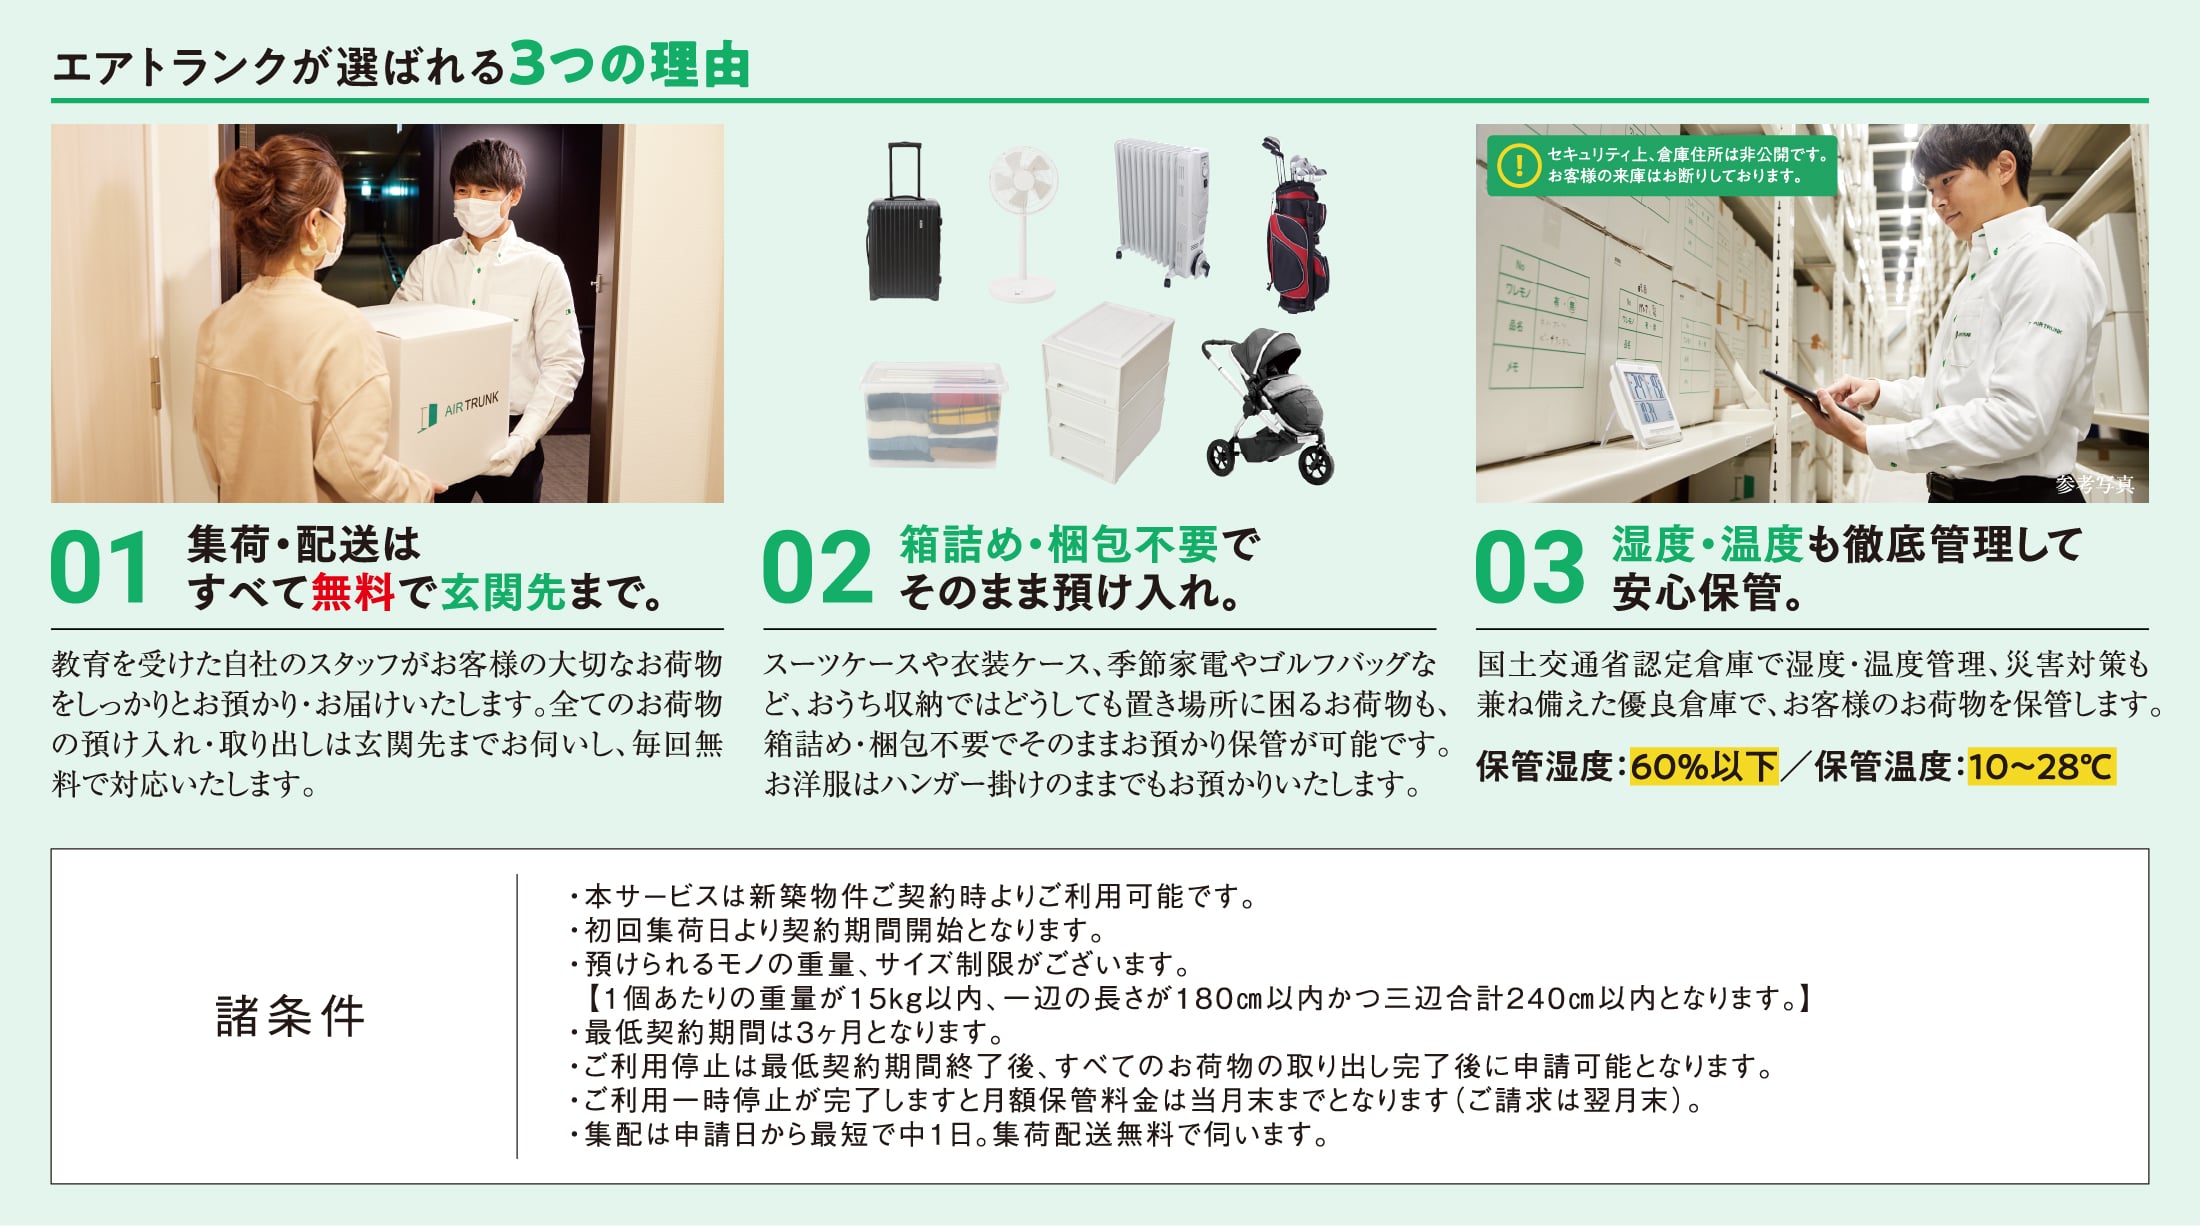 エアトランクが選ばれる3つの理由
セキュリティ上、倉庫住所は非公開です。
お客様の来庫はお断りしております。
AIR TRUNK
No
ワレモノ 有・無
品名
メモ
AIR TRUNK
参考写真
01 集荷・配送は
すべて無料で玄関先まで。
教育を受けた自社のスタッフがお客様の大切なお荷物
をしっかりとお預かり・お届けいたします。全てのお荷物
の預け入れ・取り出しは玄関先までお伺いし、毎回無
料で対応いたします。
02 箱詰め・梱包不要で
そのまま預け入れ。
スーツケースや衣装ケース、季節家電やゴルフバッグな
ど、おうち収納ではどうしても置き場所に困るお荷物も、
箱詰め・梱包不要でそのままお預かり保管が可能です。
お洋服はハンガー掛けのままでもお預かりいたします。
03 湿度・温度も徹底管理して
安心保管。
国土交通省認定倉庫で湿度・温度管理、災害対策も
兼ね備えた優良倉庫で、お客様のお荷物を保管します。
保管湿度：60%以下／保管温度：10〜28℃
諸条件
・本サービスは新築物件ご契約時よりご利用可能です。
・初回集荷日より契約期間開始となります。
・預けられるモノの重量、サイズ制限がございます。
【1個あたりの重量が15kg以内、一辺の長さが180㎝以内かつ三辺合計240㎝以内となります。】
・最低契約期間は3ヶ月となります。
・ご利用停止は最低契約期間終了後、すべてのお荷物の取り出し完了後に申請可能となります。
・ご利用一時停止が完了しますと月額保管料金は当月末までとなります（ご請求は翌月末）。
・集配は申請日から最短で中1日。集荷配送無料で伺います。